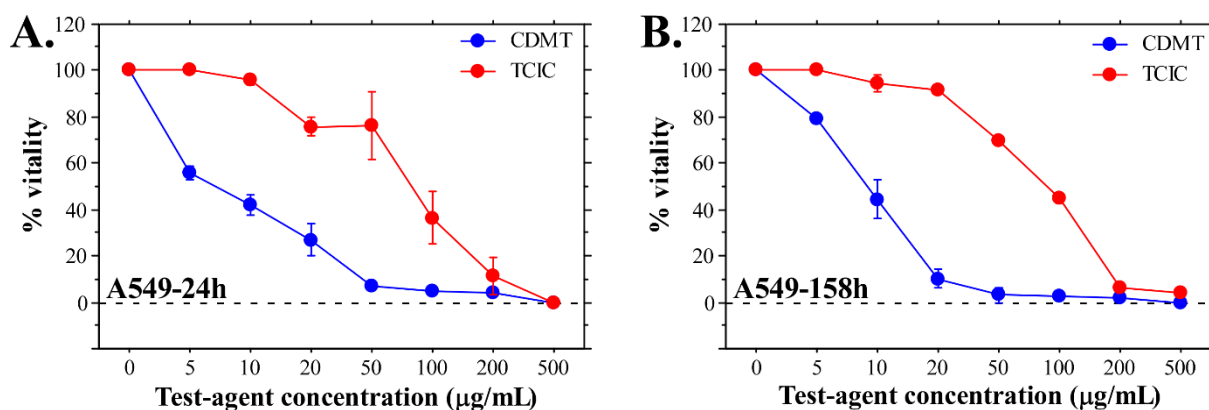 A.
120
100
80
60
40
20
0
% vitality
CDMT
TCIC
A549-24h
0 5 10 20 50 100 200 500
Test-agent concentration (µg/mL)
B.
120
100
80
60
40
20
0
% vitality
CDMT
TCIC
A549-158h
0 5 10 20 50 100 200 500
Test-agent concentration (µg/mL)